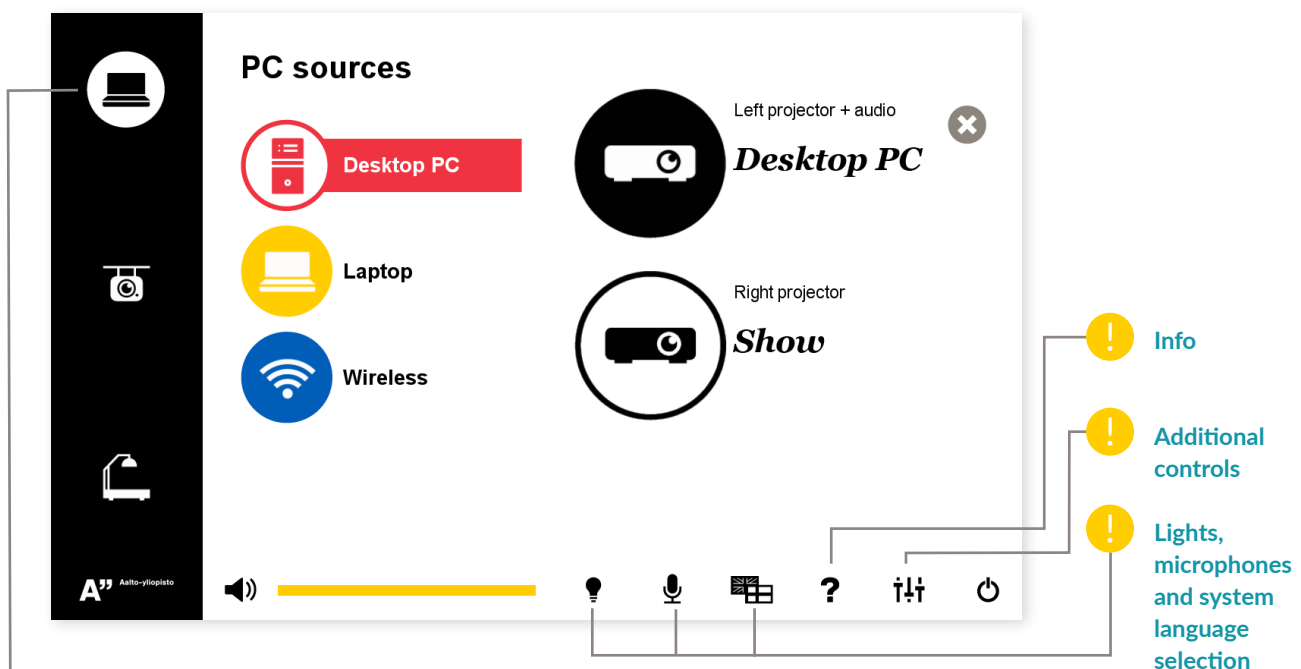 PC sources
Desktop PC
Laptop
Wireless
Left projector + audio
Desktop PC
Right projector
Show
A” Aalto-yliopisto
?
! Info
! Additional
controls
! Lights,
microphones
and system
language
selection